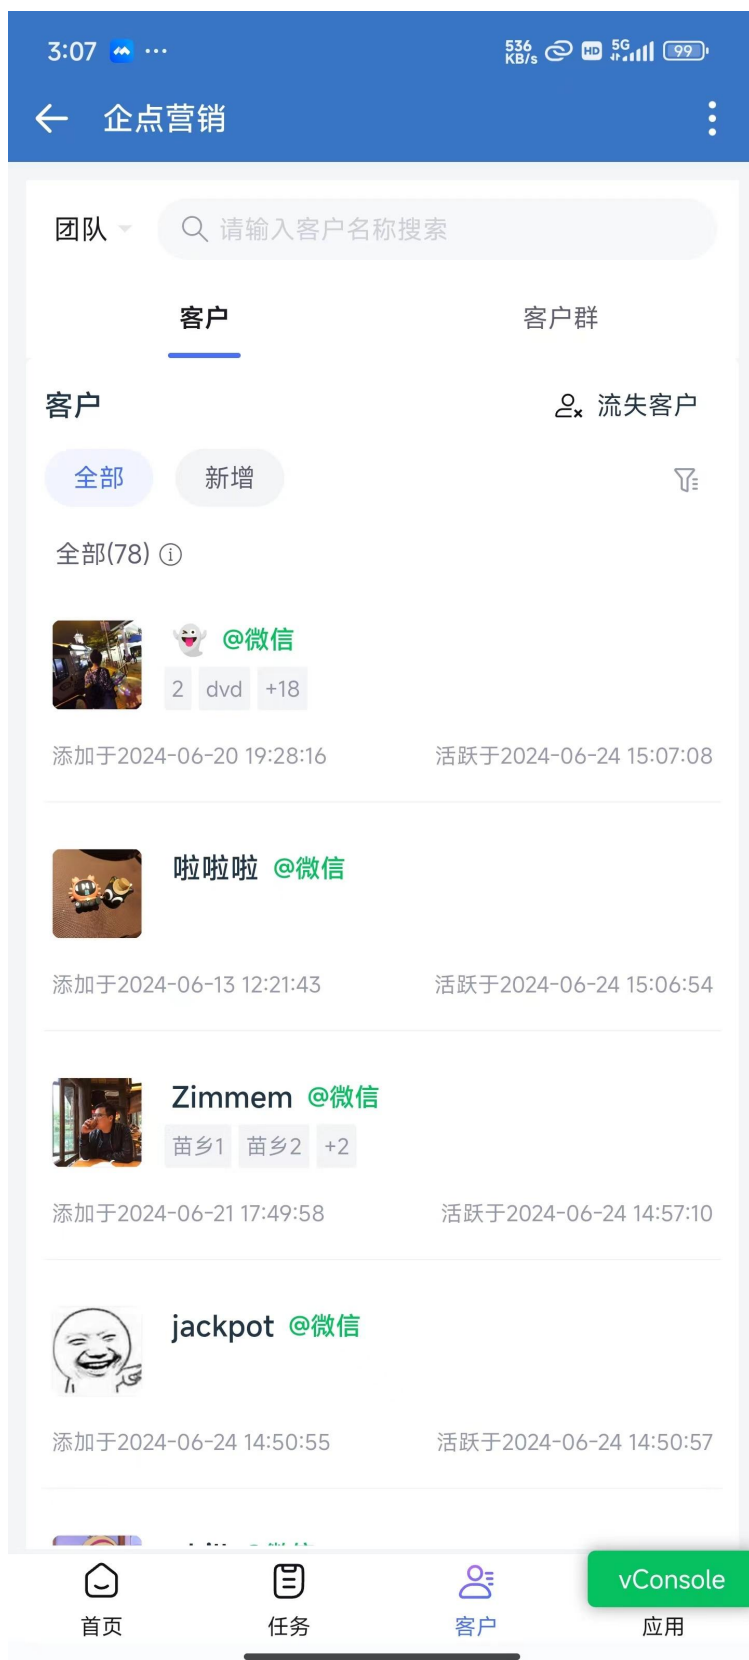 3:07 ··· 536 KB/s HD 5G 99
企点营销
团队 请输入客户名称搜索
客户 客户群
客户 流失客户
全部 新增
全部(78)
@微信
2 dvd +18
添加于2024-06-20 19:28:16 活跃于2024-06-24 15:07:08
啦啦啦 @微信
添加于2024-06-13 12:21:43 活跃于2024-06-24 15:06:54
Zimmem @微信
苗乡1 苗乡2 +2
添加于2024-06-21 17:49:58 活跃于2024-06-24 14:57:10
jackpot @微信
添加于2024-06-24 14:50:55 活跃于2024-06-24 14:50:57
vConsole
首页 任务 客户 应用